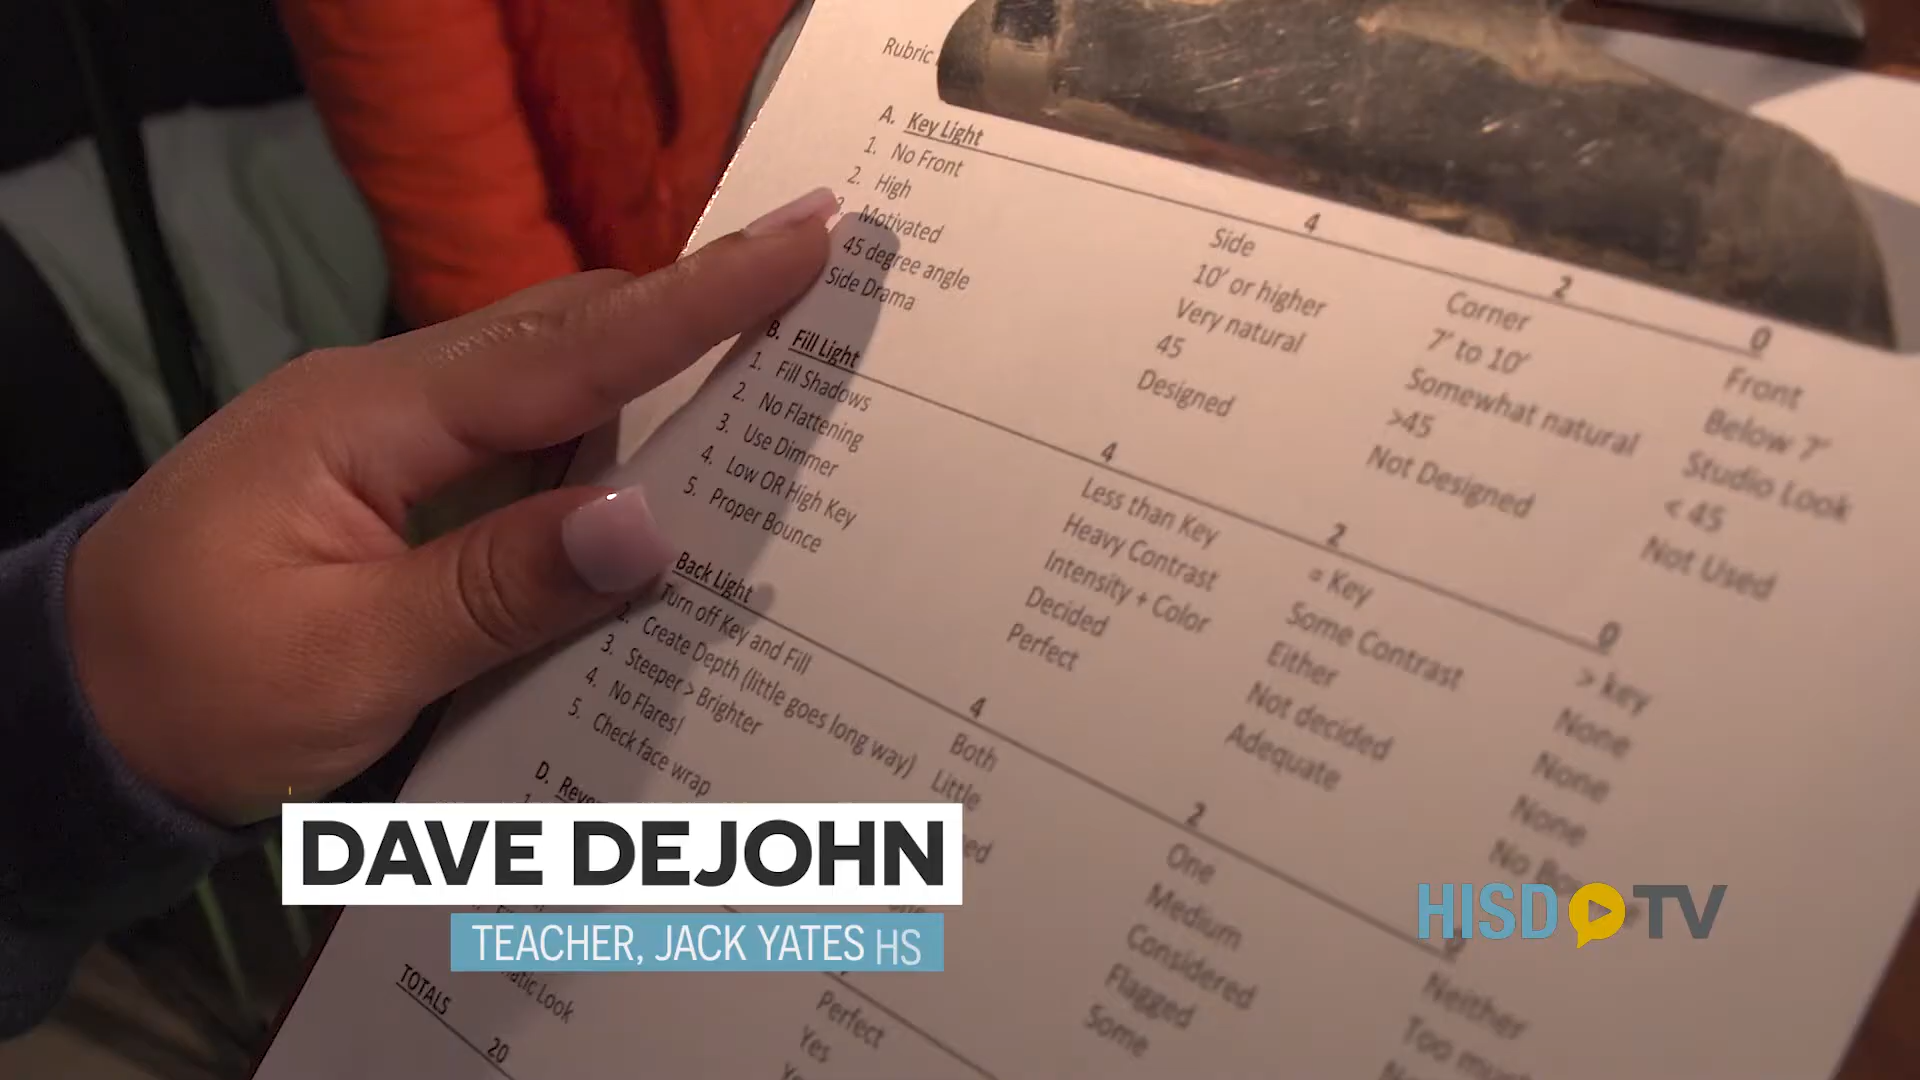 Rubric
A. Key Light 4 2 0
1. No Front Side Corner Front
2. High 10' or higher 7' to 10' Below 7'
Motivated Very natural Somewhat natural Studio Look
45 degree angle 45 >45 < 45
Side Drama Designed Not Designed Not Used
B. Fill Light 4 2 0
1. Fill Shadows Less than Key = Key > key
2. No Flattening Heavy Contrast Some Contrast None
3. Use Dimmer Intensity + Color Either None
4. Low OR High Key Decided Not decided None
5. Proper Bounce Perfect Adequate No
Back Light 4 2
Turn off Key and Fill Both One Neither
2. Create Depth (little goes long way) Little Medium Too
3. Steeper > Brighter Considered
4. No Flares! Flagged
5. Check face wrap Some
D.
DAVE DEJOHN
TEACHER, JACK YATES HS
HISD TV
Look Perfect
Yes
TOTALS 20